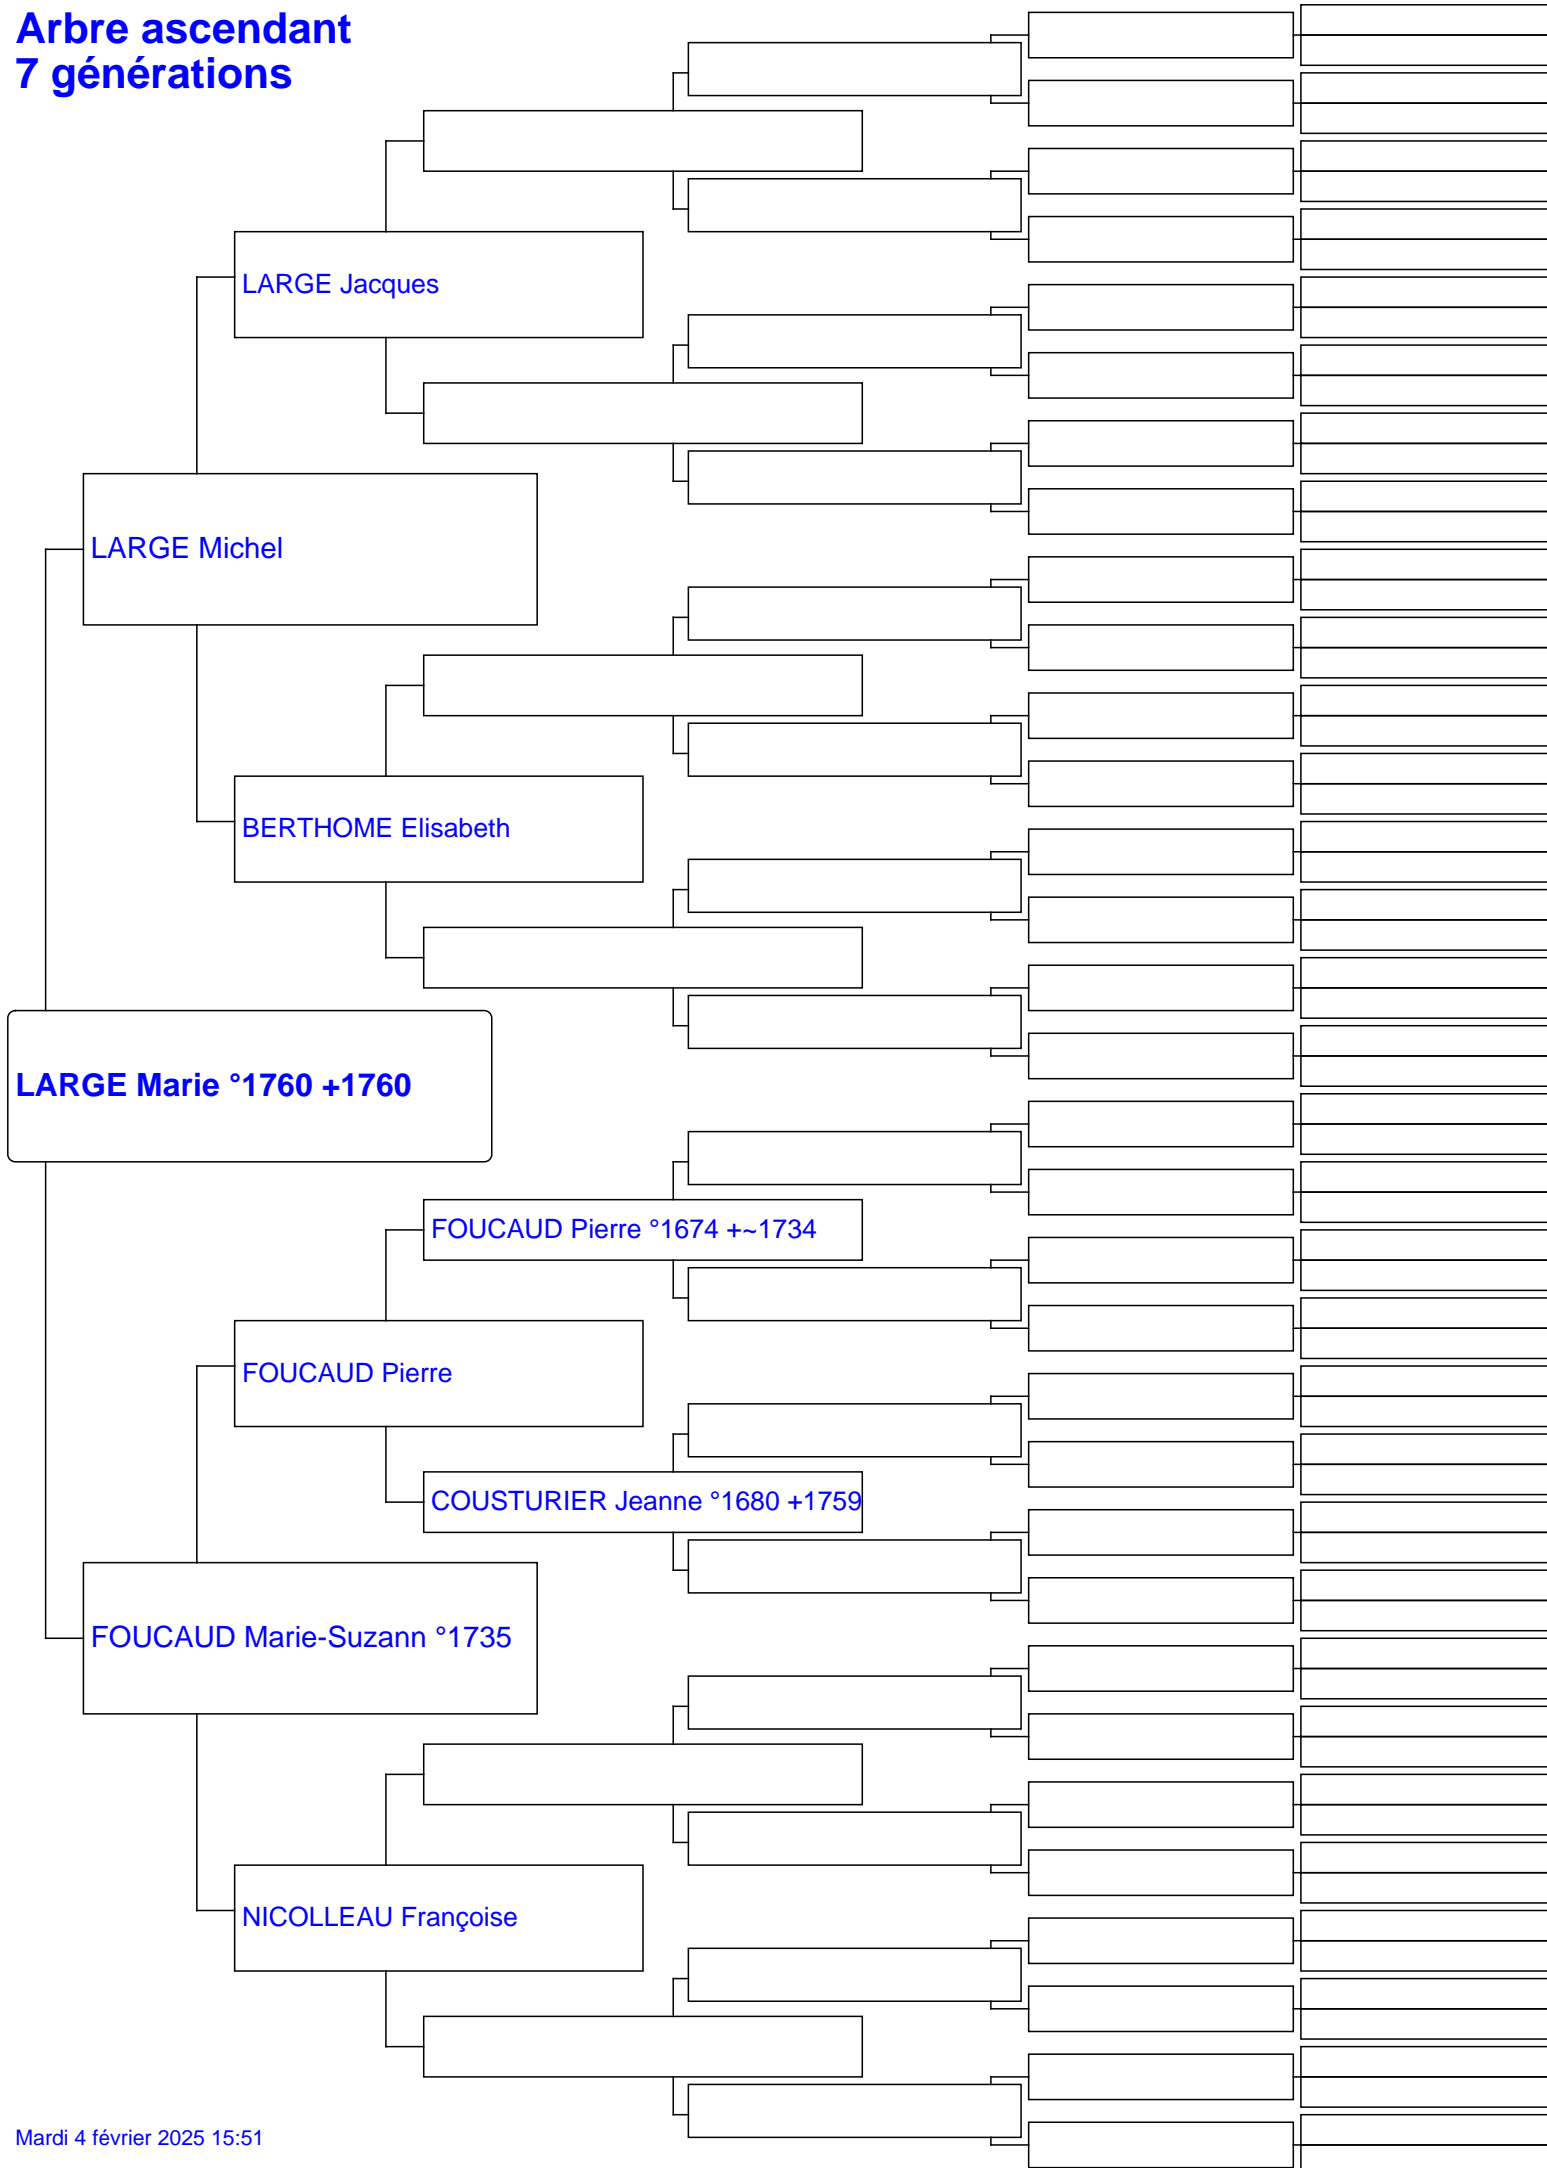 Arbre ascendant
7 générations
LARGE Jacques
LARGE Michel
BERTHOME Elisabeth
LARGE Marie °1760 +1760
FOUCAUD Pierre °1674 +~1734
FOUCAUD Pierre
COUSTURIER Jeanne °1680 +1759
FOUCAUD Marie-Suzann °1735
NICOLLEAU Françoise
Mardi 4 février 2025 15:51